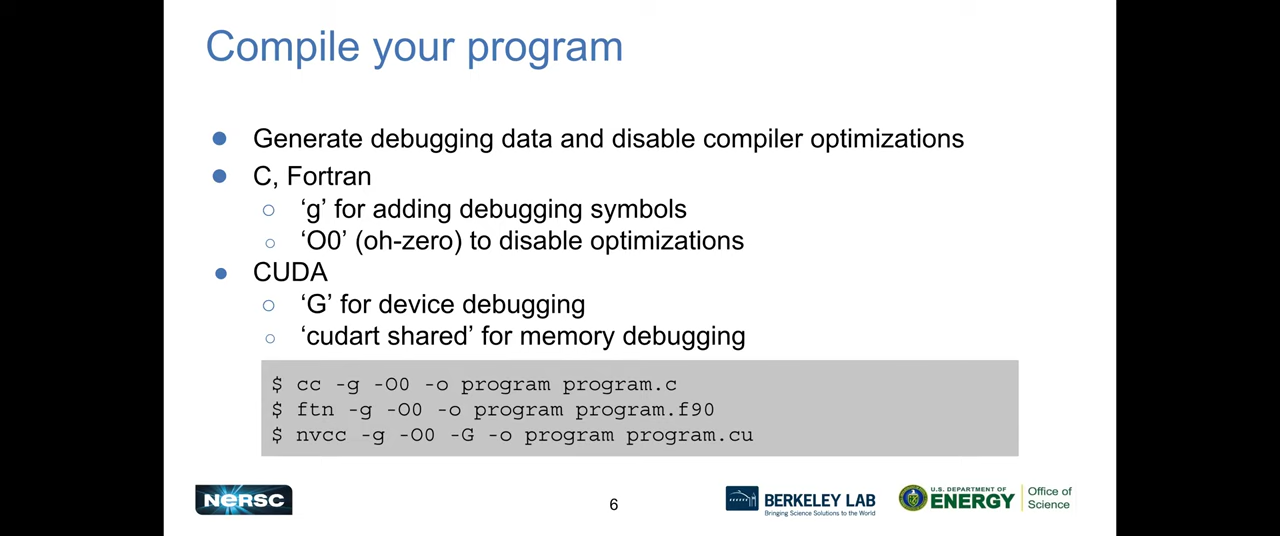 Compile your program
● Generate debugging data and disable compiler optimizations
● C, Fortran
○ ‘g’ for adding debugging symbols
○ ‘O0’ (oh-zero) to disable optimizations
● CUDA
○ ‘G’ for device debugging
○ ‘cudart shared’ for memory debugging
$ cc -g -O0 -o program program.c
$ ftn -g -O0 -o program program.f90
$ nvcc -g -O0 -G -o program program.cu
NERSC
6
BERKELEY LAB
Bringing Science Solutions to the World
U.S. DEPARTMENT OF
ENERGY
Office of
Science